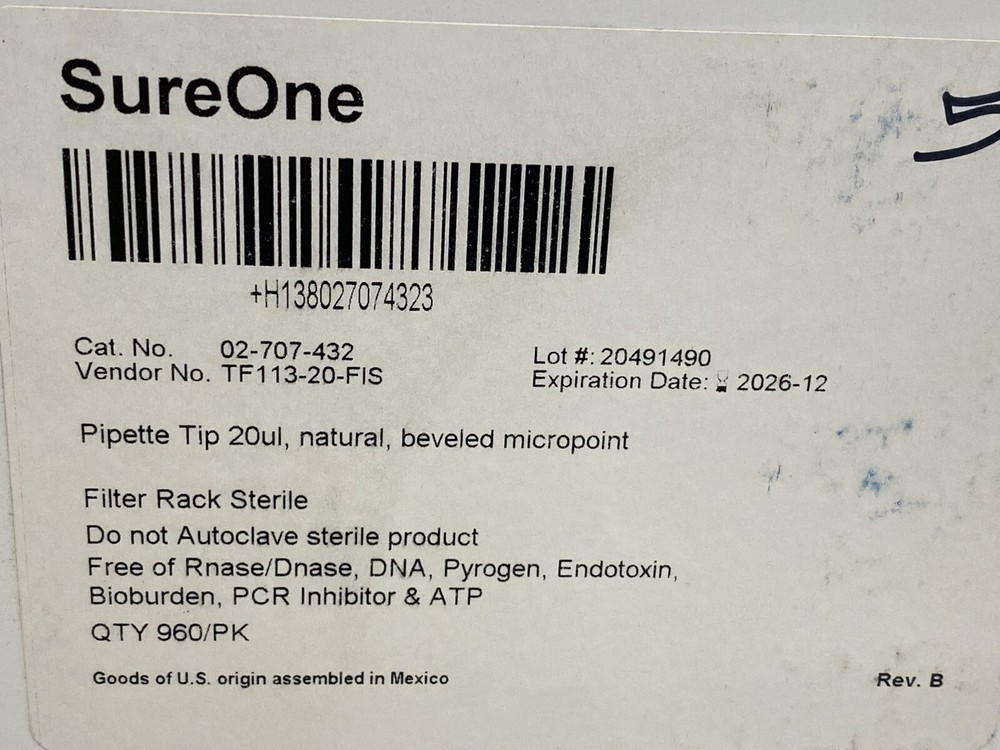 SureOne
5
+H138027074323
Cat. No. 02-707-432
Lot #: 20491490
Vendor No. TF113-20-FIS
Expiration Date: ⌛ 2026-12
Pipette Tip 20ul, natural, beveled micropoint
Filter Rack Sterile
Do not Autoclave sterile product
Free of Rnase/Dnase, DNA, Pyrogen, Endotoxin,
Bioburden, PCR Inhibitor & ATP
QTY 960/PK
Goods of U.S. origin assembled in Mexico
Rev. B